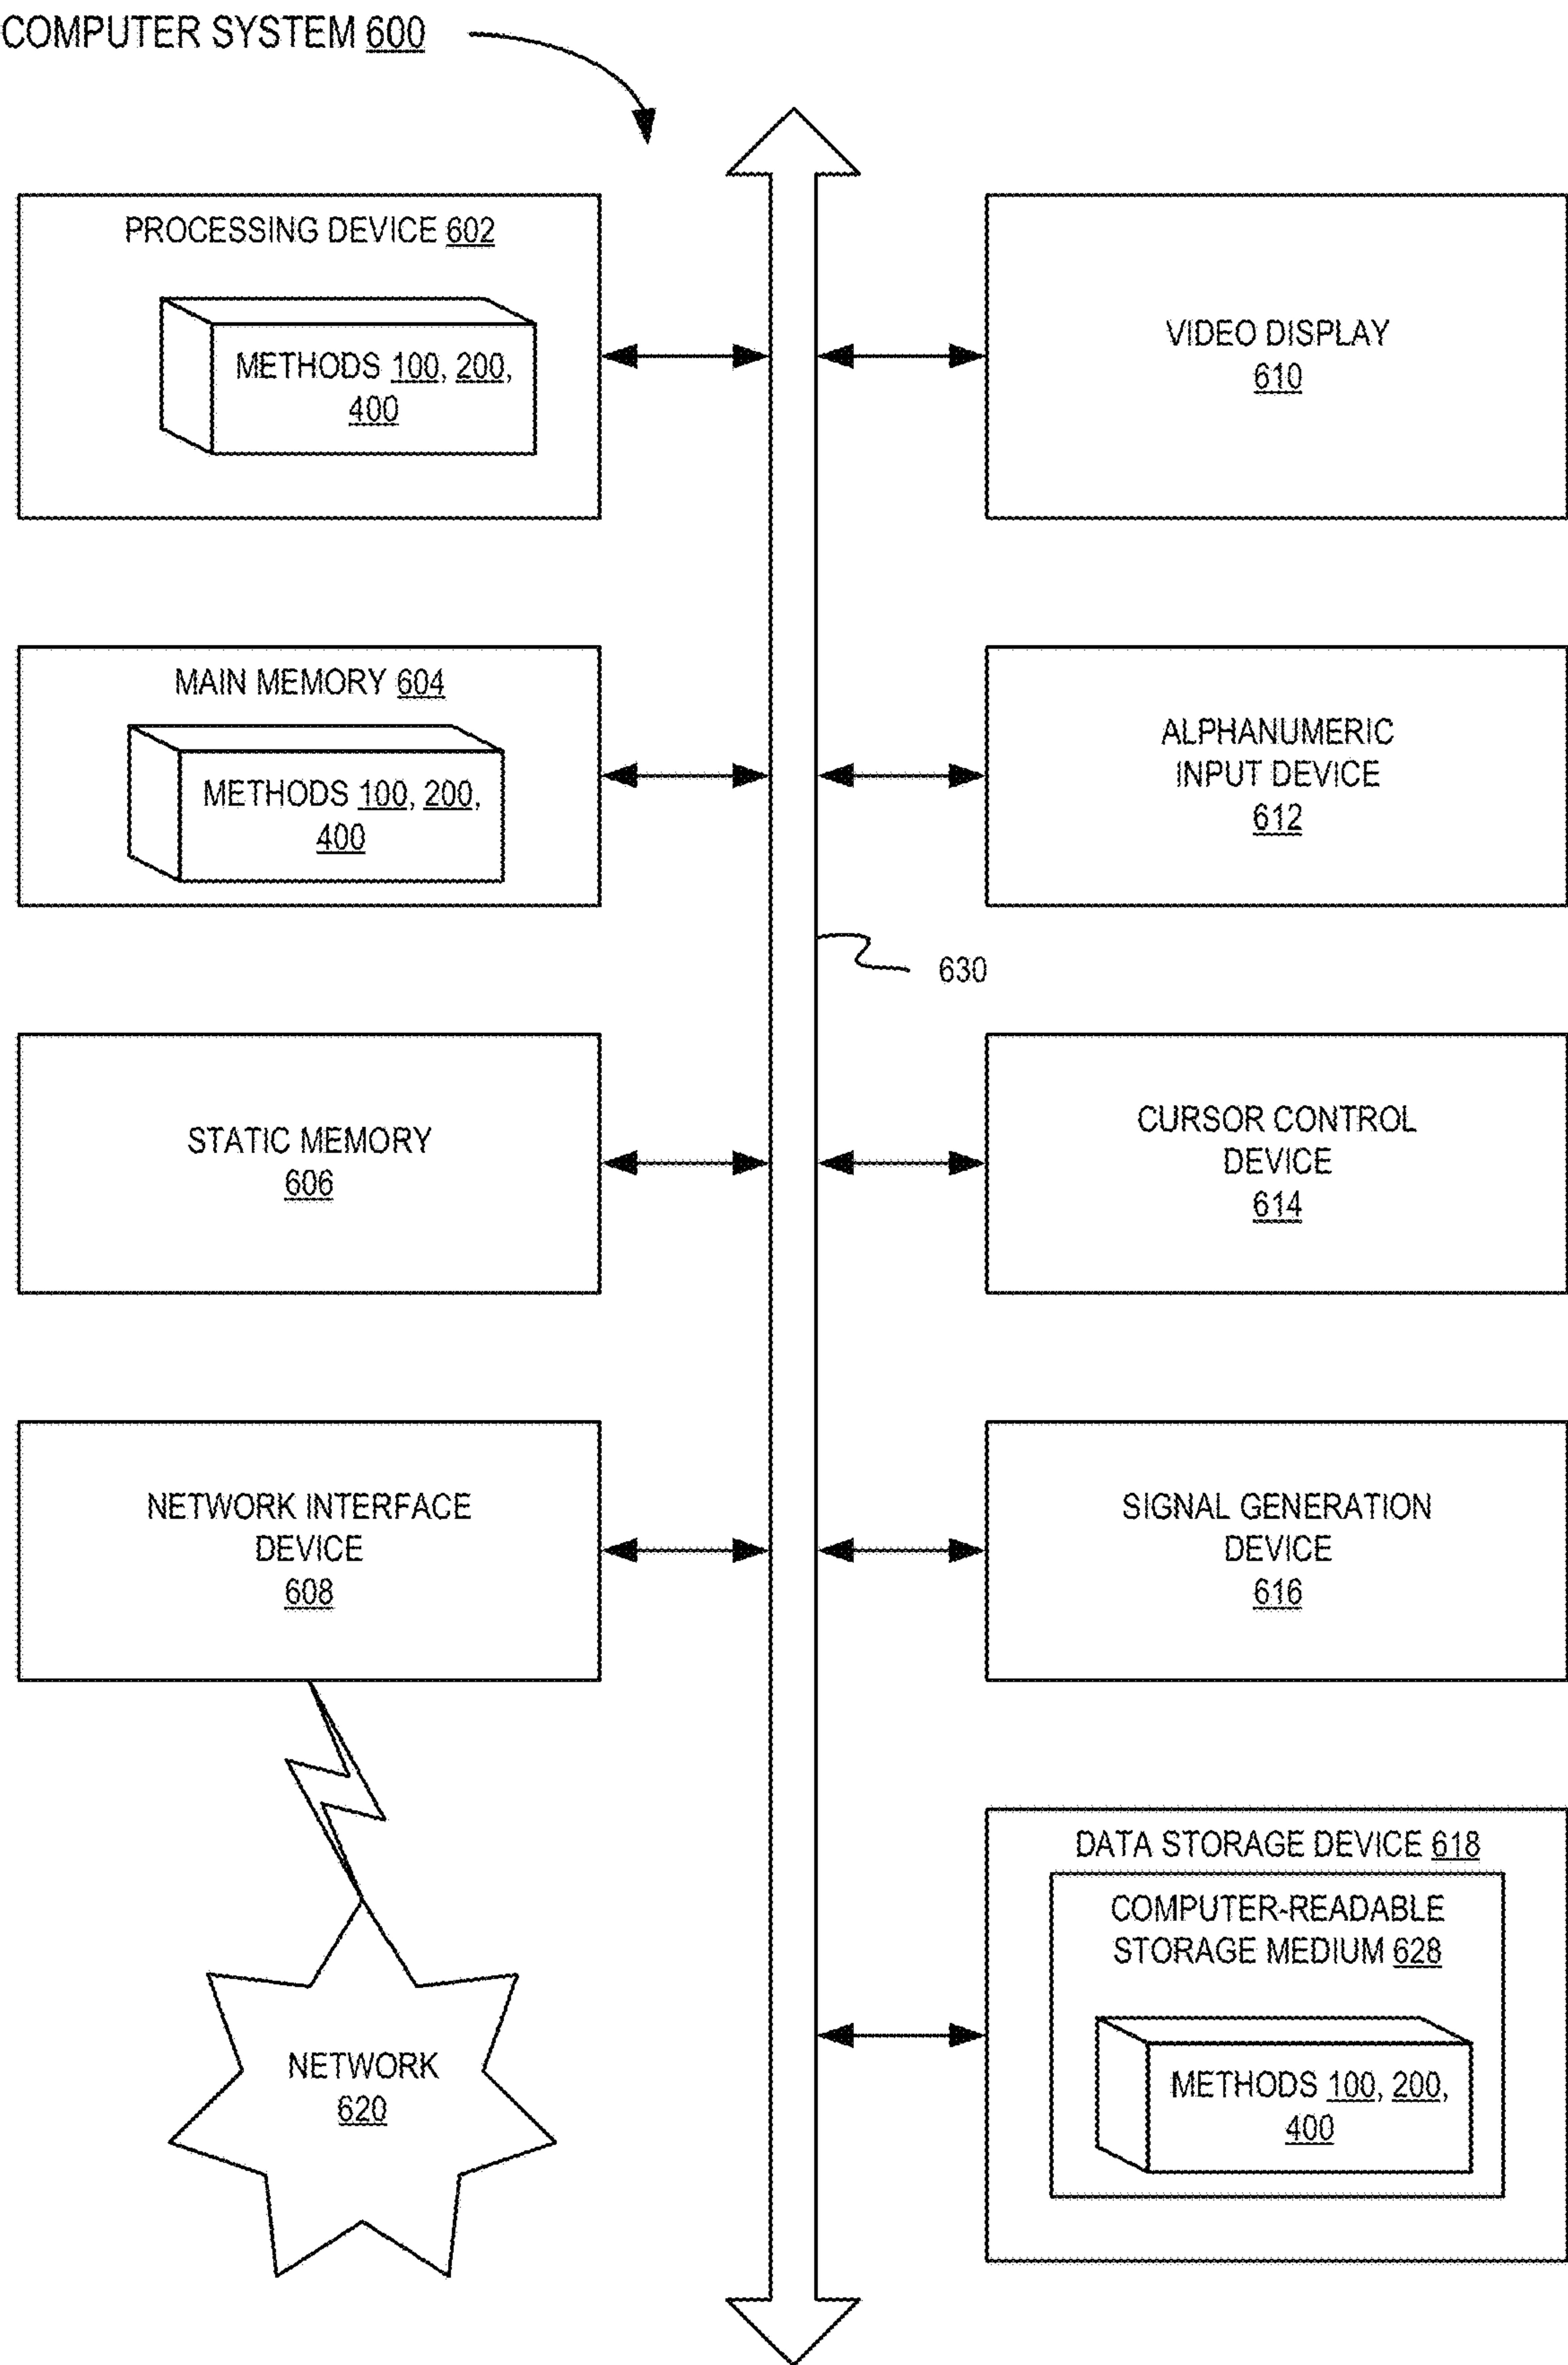 COMPUTER SYSTEM 600
PROCESSING DEVICE 602
METHODS 100, 200,
400
VIDEO DISPLAY
610
MAIN MEMORY 604
METHODS 100, 200,
400
ALPHANUMERIC
INPUT DEVICE
612
630
STATIC MEMORY
606
CURSOR CONTROL
DEVICE
614
NETWORK INTERFACE
DEVICE
608
SIGNAL GENERATION
DEVICE
616
DATA STORAGE DEVICE 618
COMPUTER-READABLE
STORAGE MEDIUM 628
METHODS 100, 200,
400
NETWORK
620